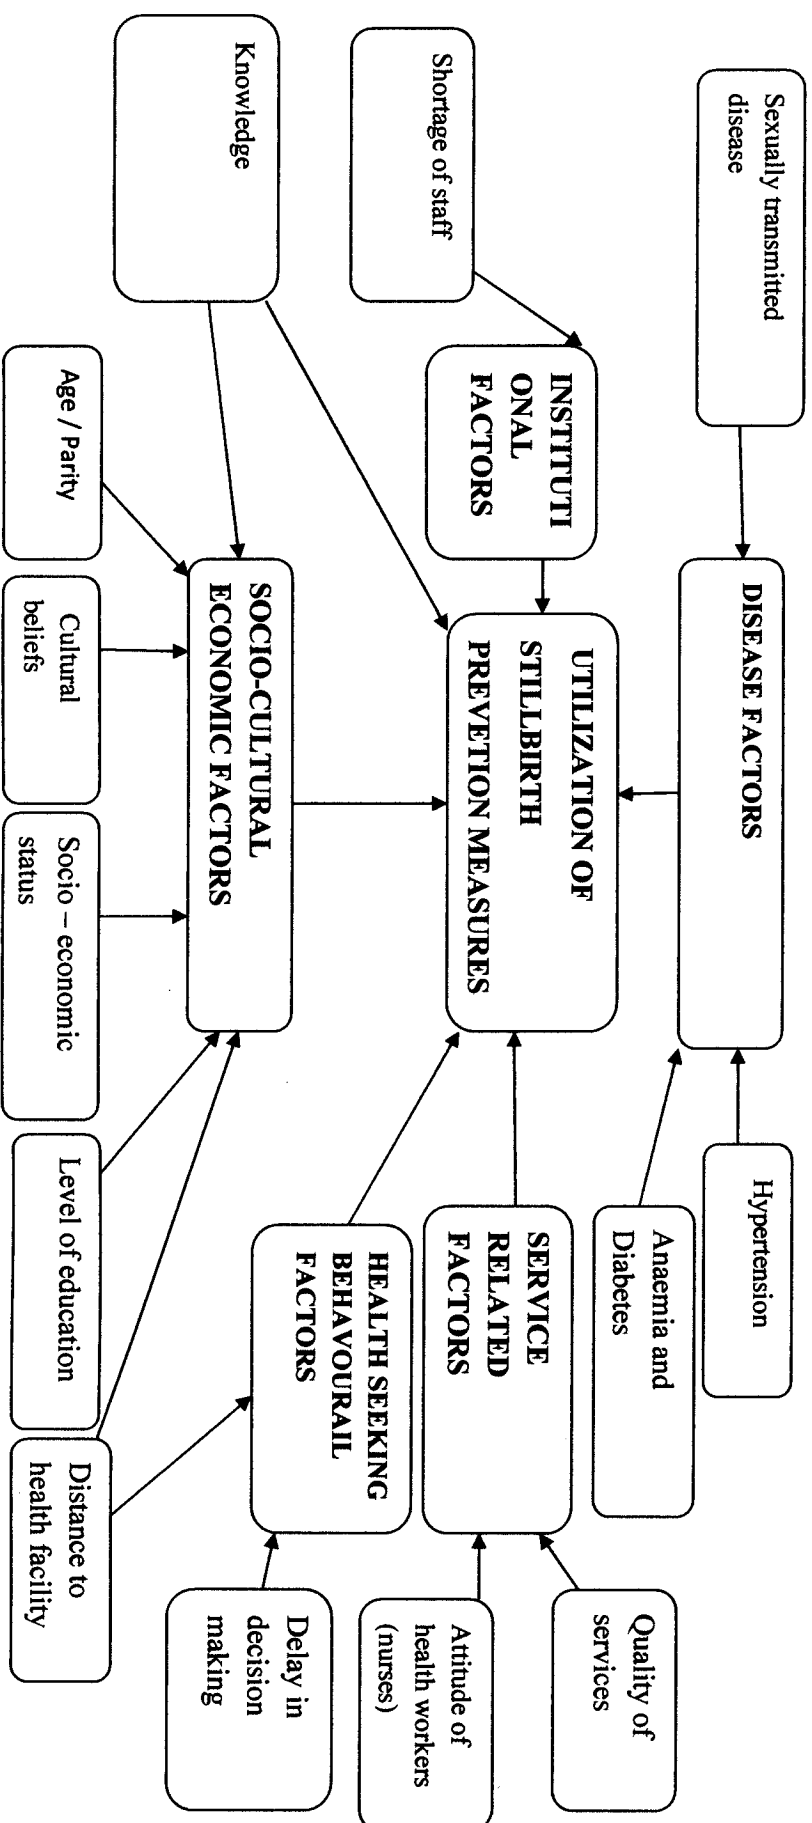 Sexually transmitted
disease
DISEASE FACTORS
Hypertension
Anaemia and
Diabetes
Quality of
services
Shortage of staff
INSTITUTI
ONAL
FACTORS
UTILIZATION OF
STILLBIRTH
PREVETION MEASURES
SERVICE
RELATED
FACTORS
Attitude of
health workers
(nurses)
HEALTH SEEKING
BEHAVOURAIL
FACTORS
Delay in
decision
making
Knowledge
SOCIO-CULTURAL
ECONOMIC FACTORS
Age / Parity
Cultural
beliefs
Socio – economic
status
Level of education
Distance to
health facility